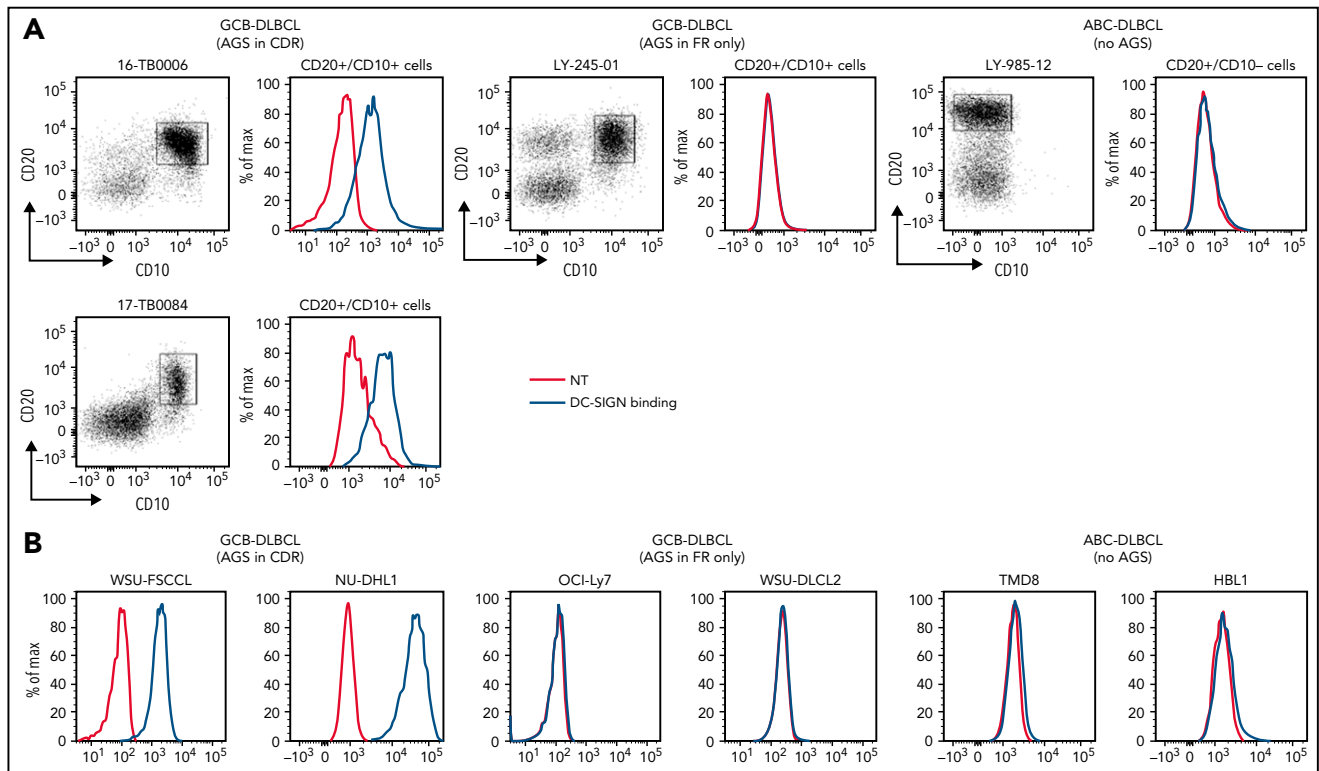 A
GCB-DLBCL
(AGS in CDR)
GCB-DLBCL
(AGS in FR only)
ABC-DLBCL
(no AGS)
16-TB0006
CD20+/CD10+ cells
LY-245-01
CD20+/CD10+ cells
LY-985-12
CD20+/CD10– cells
CD20
10⁵
10⁴
10³
0
–10³
–10³ 0 10³ 10⁴ 10⁵
CD10
% of max
100
80
60
40
20
0
10¹ 10² 10³ 10⁴ 10⁵
CD20
10⁵
10⁴
10³
0
–10³
–10³ 0 10³ 10⁴ 10⁵
CD10
% of max
100
80
60
40
20
0
–10³ 0 10³ 10⁴ 10⁵
CD20
10⁵
10⁴
10³
0
–10³
–10³ 0 10³ 10⁴ 10⁵
CD10
% of max
100
80
60
40
20
0
–10³ 0 10³ 10⁴ 10⁵
17-TB0084
CD20+/CD10+ cells
CD20
10⁵
10⁴
10³
0
–10³
–10³ 0 10³ 10⁴ 10⁵
CD10
% of max
100
80
60
40
20
0
–10³ 0 10³ 10⁴ 10⁵
NT
DC-SIGN binding
B
GCB-DLBCL
(AGS in CDR)
GCB-DLBCL
(AGS in FR only)
ABC-DLBCL
(no AGS)
WSU-FSCCL
NU-DHL1
OCI-Ly7
WSU-DLCL2
TMD8
HBL1
% of max
100
80
60
40
20
0
10¹ 10² 10³ 10⁴ 10⁵
100
80
60
40
20
0
–10³ 0 10³ 10⁴ 10⁵
100
80
60
40
20
0
10¹ 10² 10³ 10⁴ 10⁵
100
80
60
40
20
0
10¹ 10² 10³ 10⁴ 10⁵
100
80
60
40
20
0
–10³ 0 10³ 10⁴ 10⁵
100
80
60
40
20
0
–10³ 0 10³ 10⁴ 10⁵